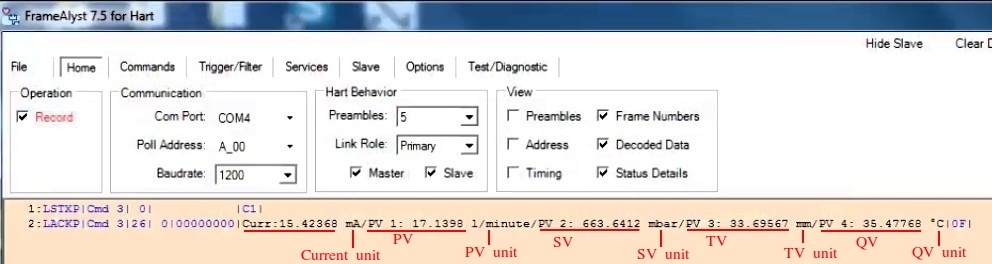 FrameAlyst 7.5 for Hart
Hide Slave Clear D
File Home Commands Trigger/Filter Services Slave Options Test/Diagnostic
Operation
Record
Communication
Com Port: COM4
Poll Address: A_00
Baudrate: 1200
Hart Behavior
Preambles: 5
Link Role: Primary
Master Slave
View
Preambles Frame Numbers
Address Decoded Data
Timing Status Details
1:LSTXP|Cmd 3| 0| |C1|
2:LACKP|Cmd 3|26| 0|00000000|Curr:15.42368 mA/PV 1: 17.1398 l/minute/PV 2: 663.6412 mbar/PV 3: 33.69567 mm/PV 4: 35.47768 °C|0F|
Current unit PV PV unit SV SV unit TV TV unit QV QV unit